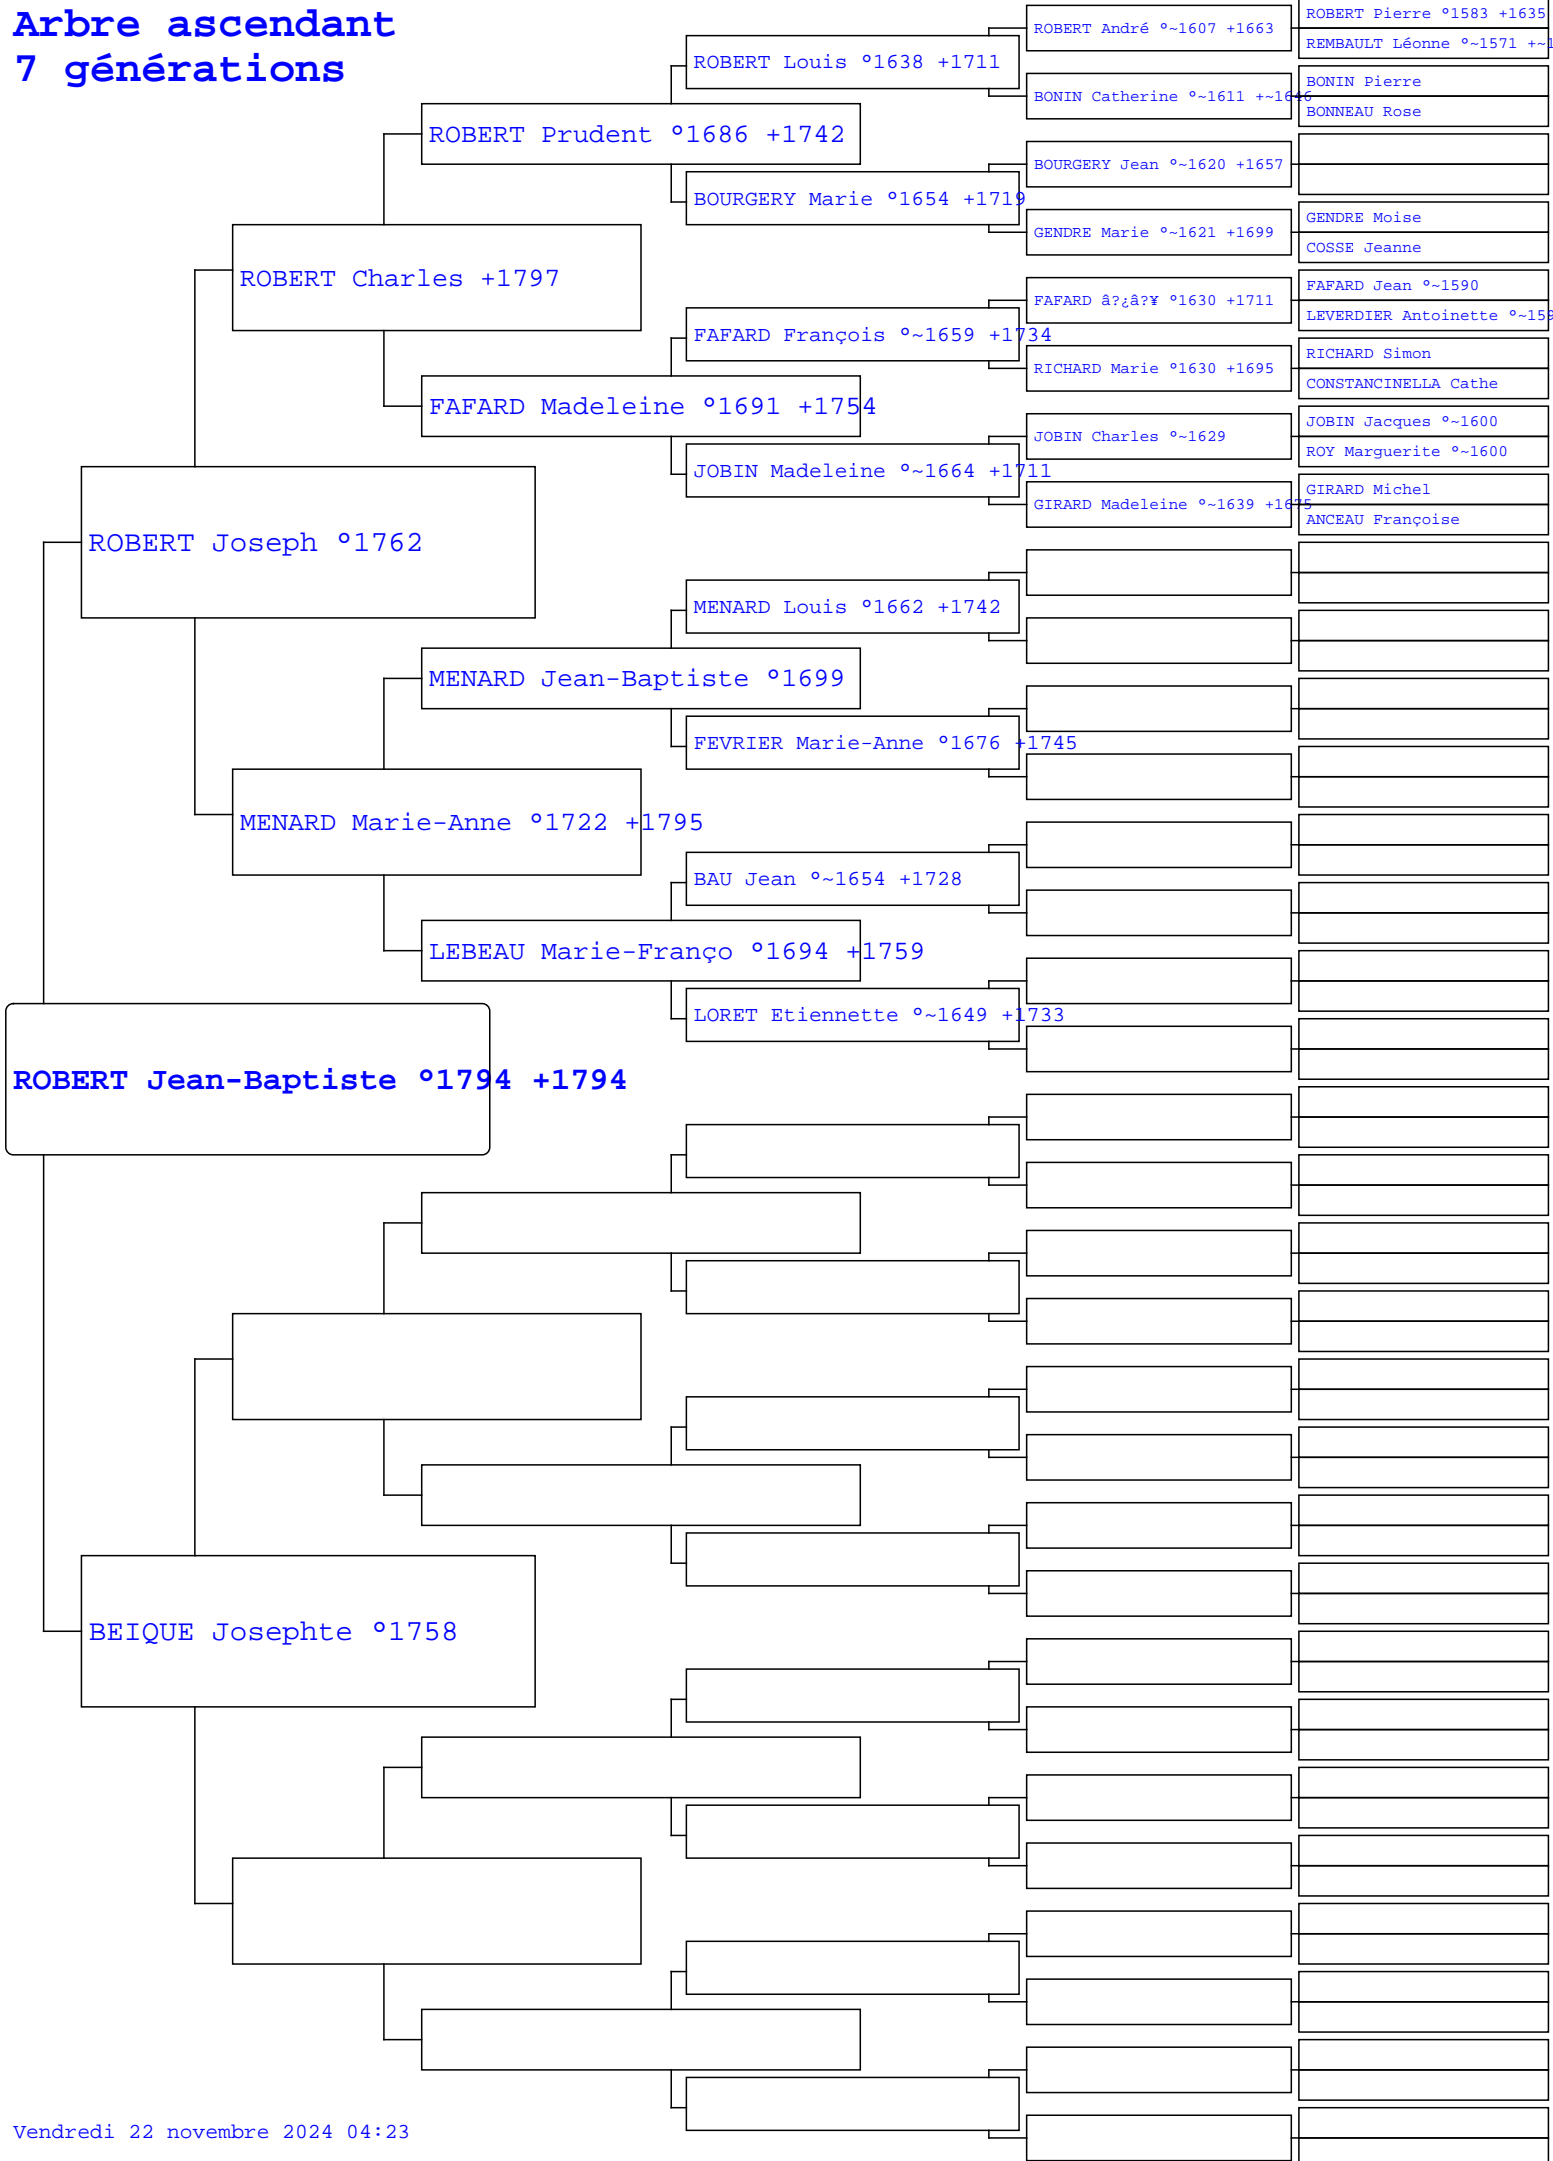 Arbre ascendant
7 générations
ROBERT Pierre °1583 +1635
ROBERT André °~1607 +1663
REMBAULT Léonne °~1571 +~1
ROBERT Louis °1638 +1711
BONIN Pierre
BONIN Catherine °~1611 +~1646
BONNEAU Rose
ROBERT Prudent °1686 +1742
BOURGERY Jean °~1620 +1657
BOURGERY Marie °1654 +1719
GENDRE Moise
GENDRE Marie °~1621 +1699
COSSE Jeanne
ROBERT Charles +1797
FAFARD Jean °~1590
FAFARD â?¿â?¥ °1630 +1711
LEVERDIER Antoinette °~159
FAFARD François °~1659 +1734
RICHARD Simon
RICHARD Marie °1630 +1695
CONSTANCINELLA Cathe
FAFARD Madeleine °1691 +1754
JOBIN Jacques °~1600
JOBIN Charles °~1629
ROY Marguerite °~1600
JOBIN Madeleine °~1664 +1711
GIRARD Michel
GIRARD Madeleine °~1639 +1675
ANCEAU Françoise
ROBERT Joseph °1762
MENARD Louis °1662 +1742
MENARD Jean-Baptiste °1699
FEVRIER Marie-Anne °1676 +1745
MENARD Marie-Anne °1722 +1795
BAU Jean °~1654 +1728
LEBEAU Marie-Franço °1694 +1759
LORET Etiennette °~1649 +1733
ROBERT Jean-Baptiste °1794 +1794
BEIQUE Josephte °1758
Vendredi 22 novembre 2024 04:23